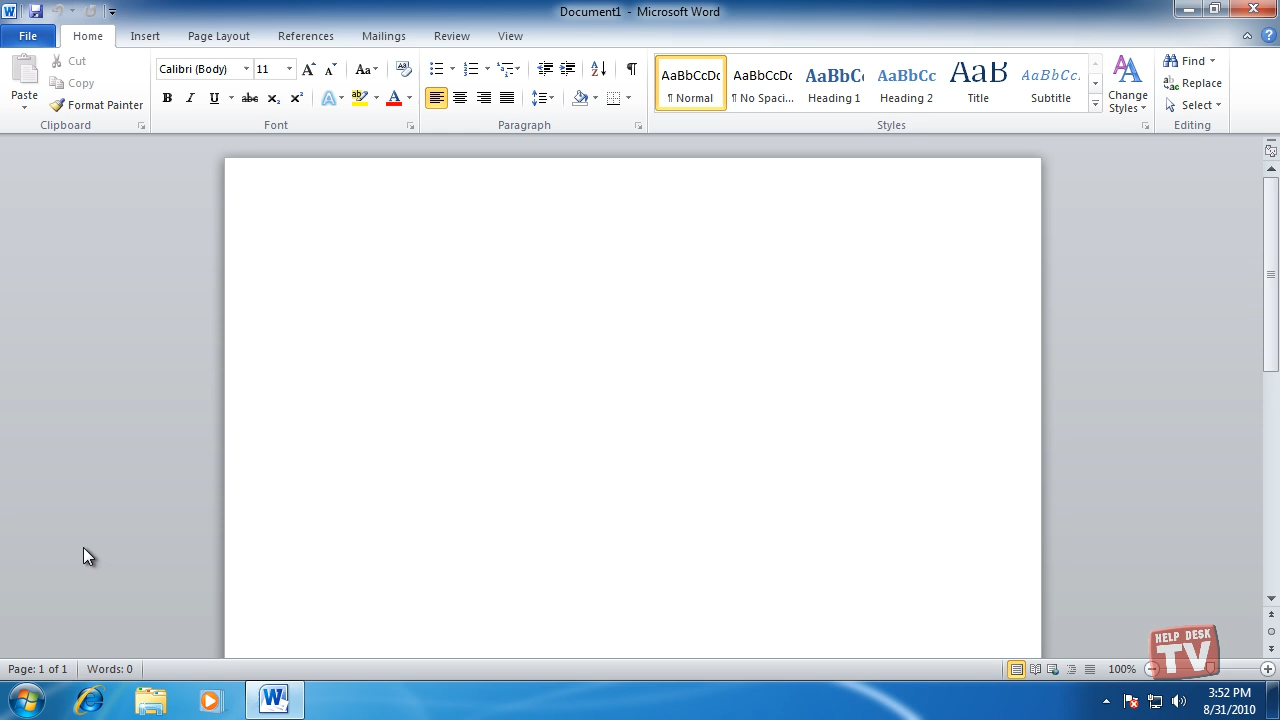 Document1 - Microsoft Word
File Home Insert Page Layout References Mailings Review View
Paste
Cut
Copy
Format Painter
Clipboard
Calibri (Body) 11
Aa
B I U abc x₂ x²
A ab A
Font
Paragraph
AaBbCcDc AaBbCcDc AaBbC AaBbCc AaB AaBbCc.
¶ Normal ¶ No Spaci... Heading 1 Heading 2 Title Subtitle
Change
Styles
Styles
Find
Replace
Select
Editing
Page: 1 of 1 Words: 0
100%
HELP DESK
TV
3:52 PM
8/31/2010